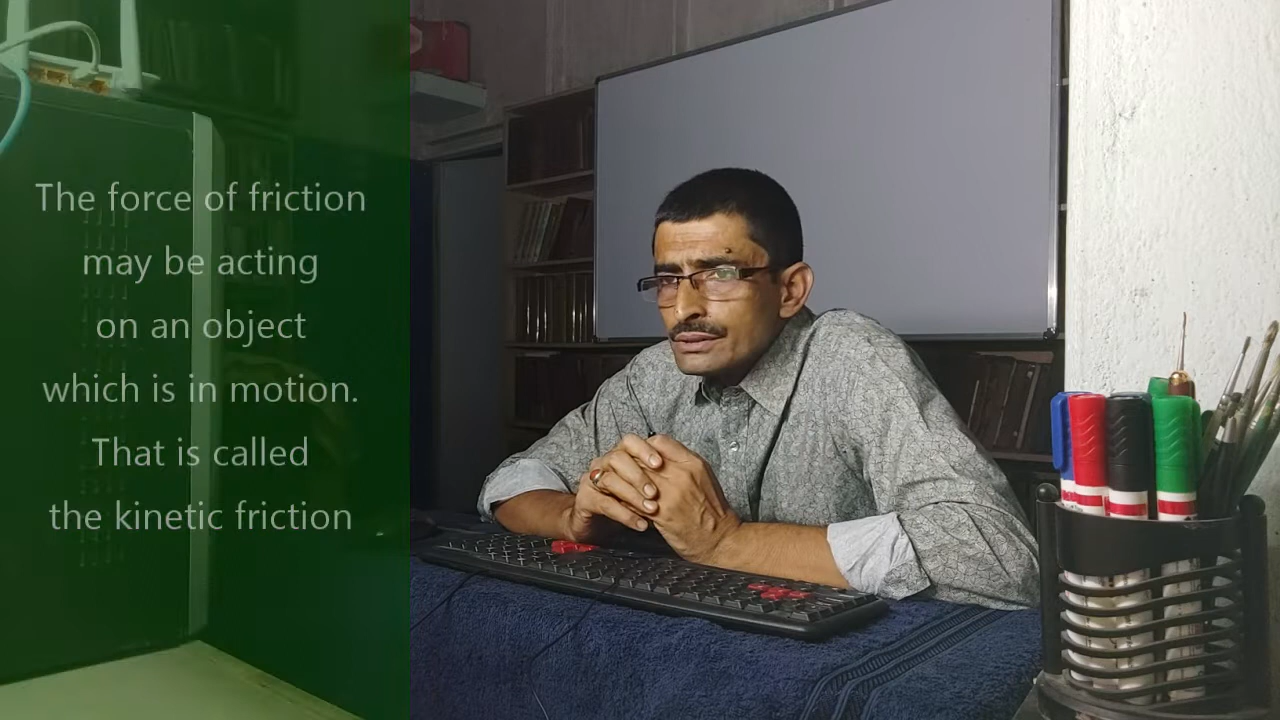 The force of friction
may be acting
on an object
which is in motion.
That is called
the kinetic friction